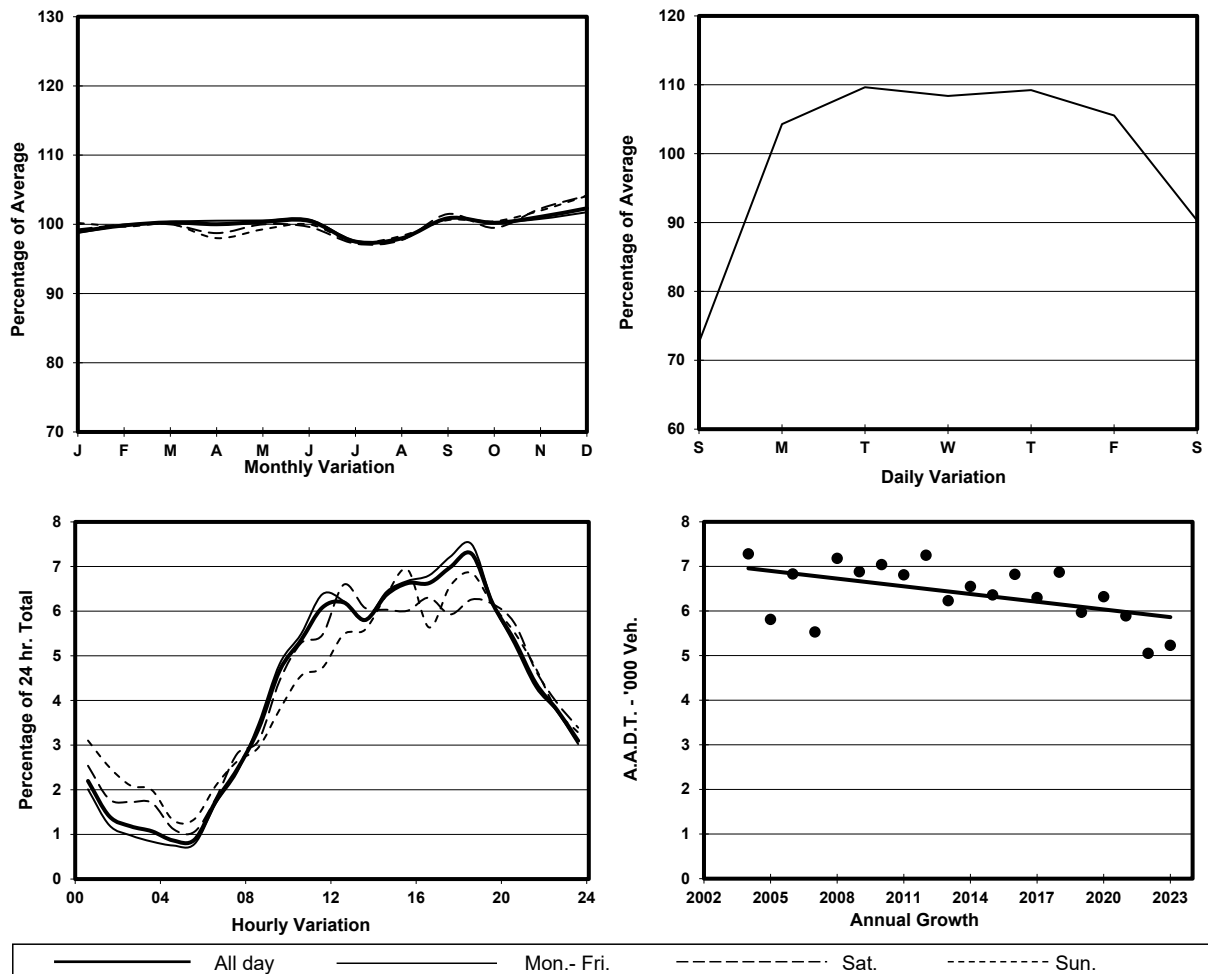 130
120
110
100
90
80
70
Percentage of Average
J F M A M J J A S O N D
Monthly Variation
120
110
100
90
80
70
60
Percentage of Average
S M T W T F S
Daily Variation
8
7
6
5
4
3
2
1
0
Percentage of 24 hr. Total
00 04 08 12 16 20 24
Hourly Variation
8
7
6
5
4
3
2
1
0
A.A.D.T. - '000 Veh.
2002 2005 2008 2011 2014 2017 2020 2023
Annual Growth
All day Mon.- Fri. Sat. Sun.